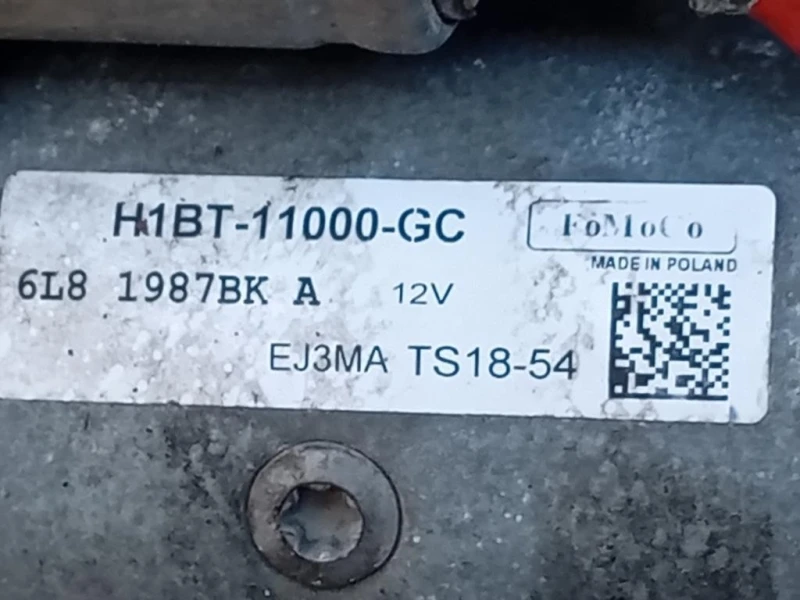 H1BT-11000-GC FoMoCo
MADE IN POLAND
6L8 1987BK A 12V
EJ3MA TS18-54